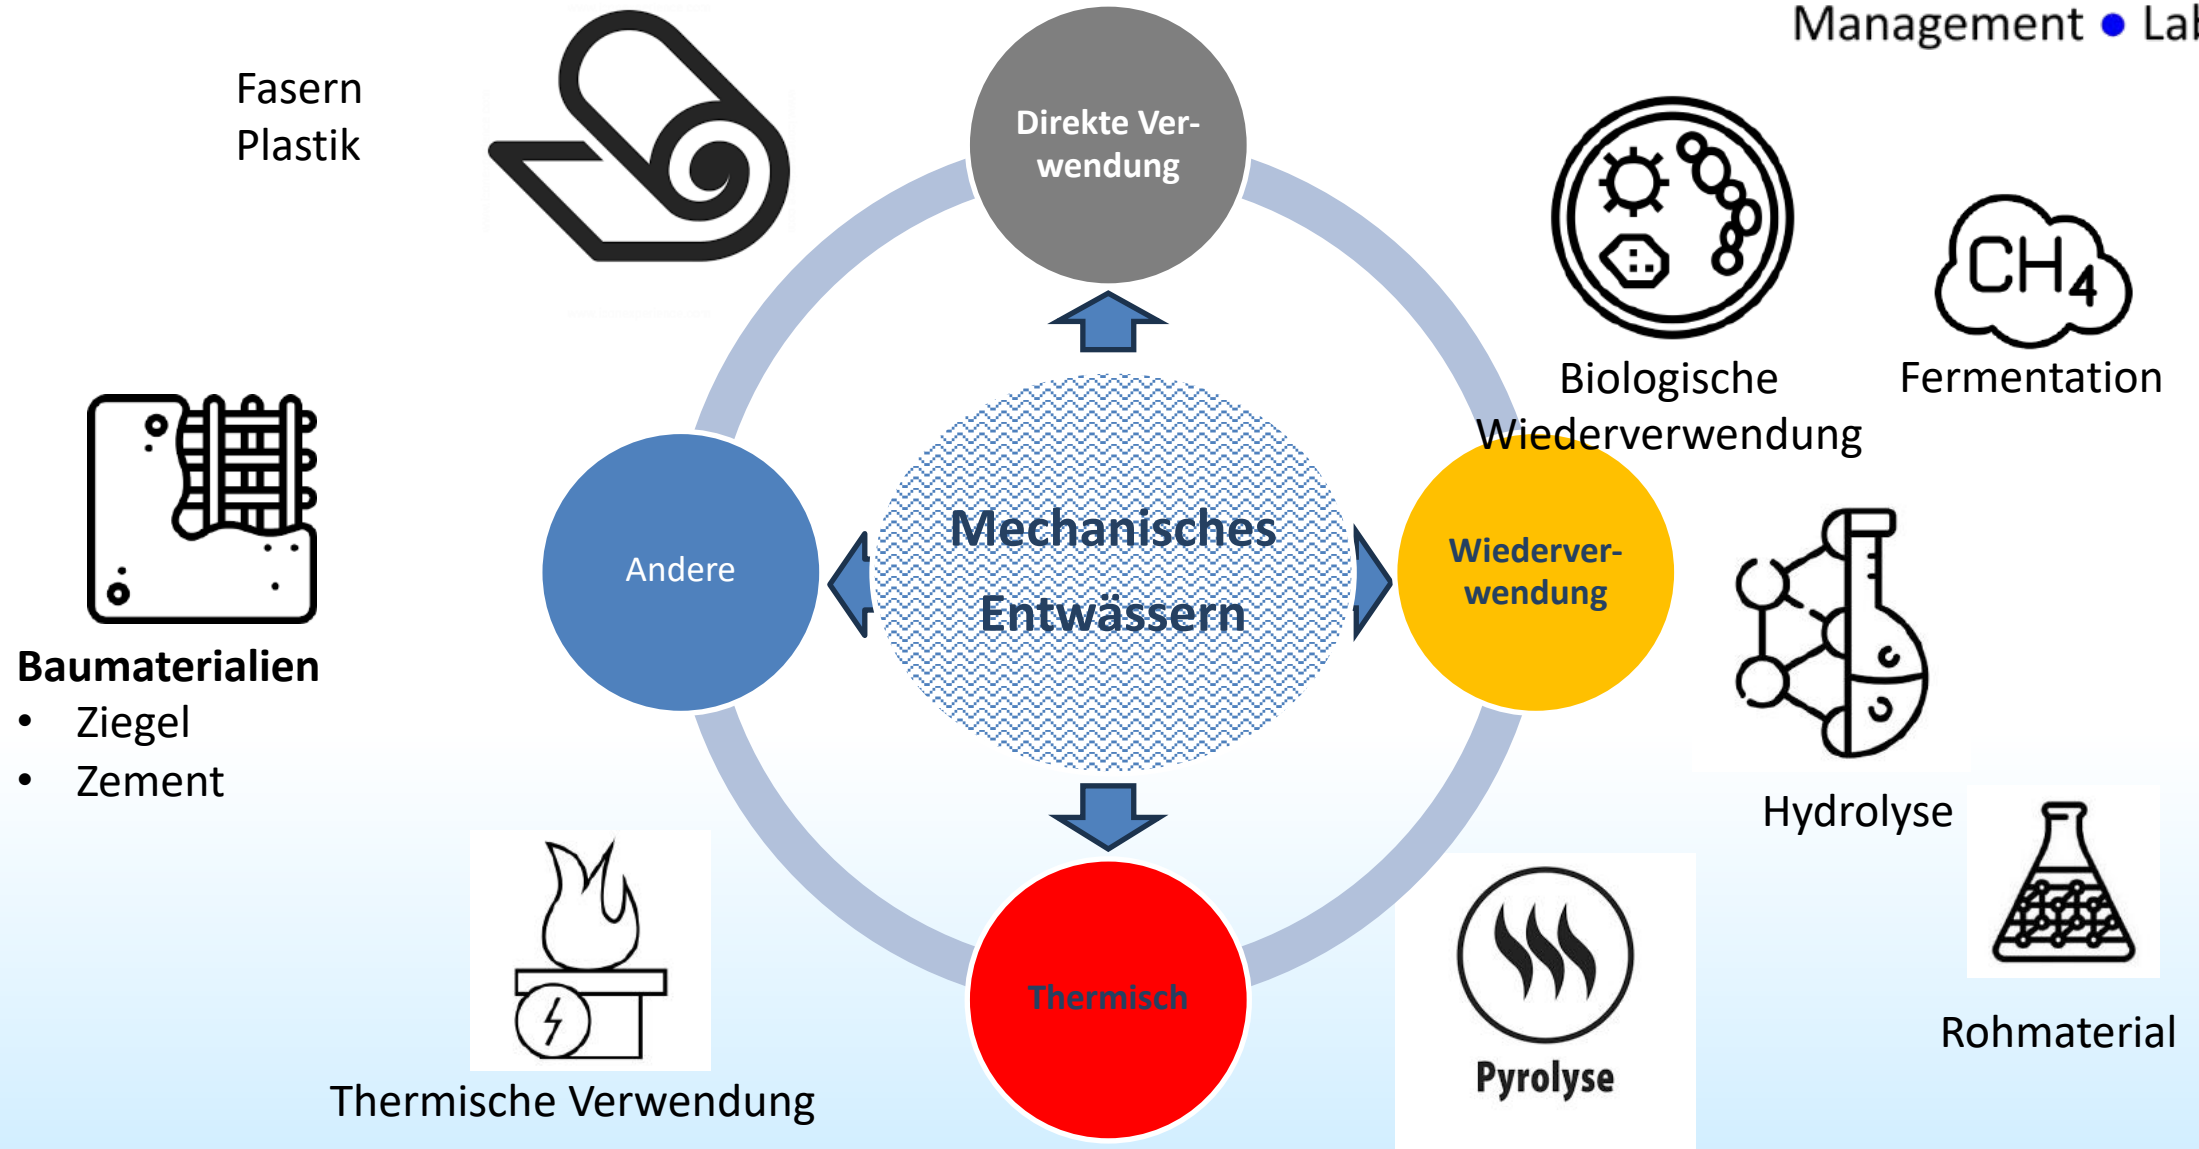 Management • Lab
Fasern
Plastik
Direkte Ver-
wendung
CH4
Biologische
Wiederverwendung
Fermentation
Mechanisches
Entwässern
Andere
Wiederver-
wendung
Baumaterialien
• Ziegel
• Zement
Hydrolyse
Thermisch
Pyrolyse
Rohmaterial
Thermische Verwendung